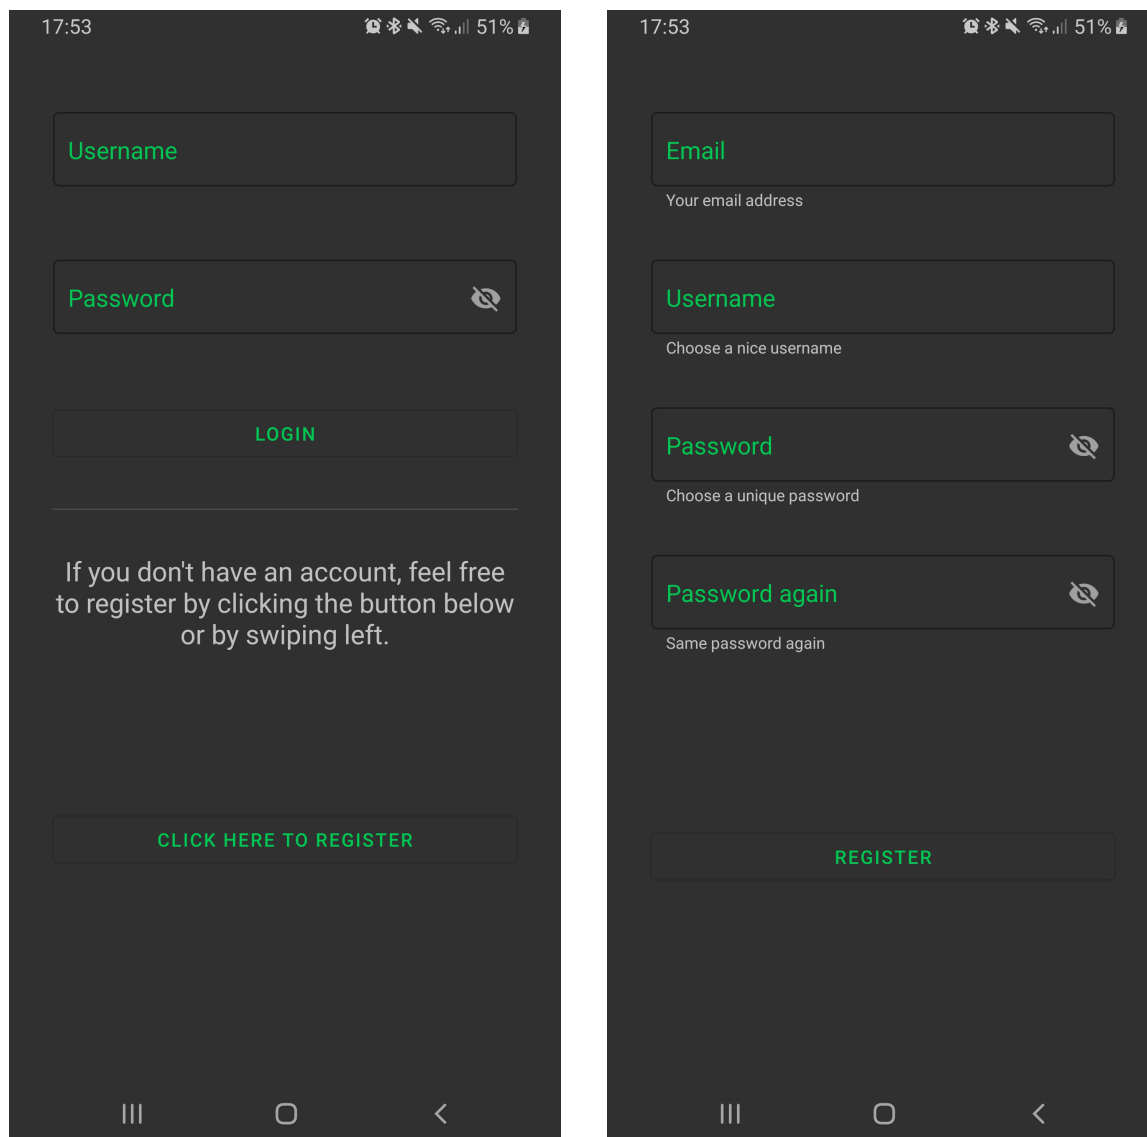 17:53
51%
Username
Password
LOGIN
If you don't have an account, feel free
to register by clicking the button below
or by swiping left.
CLICK HERE TO REGISTER
17:53
51%
Email
Your email address
Username
Choose a nice username
Password
Choose a unique password
Password again
Same password again
REGISTER